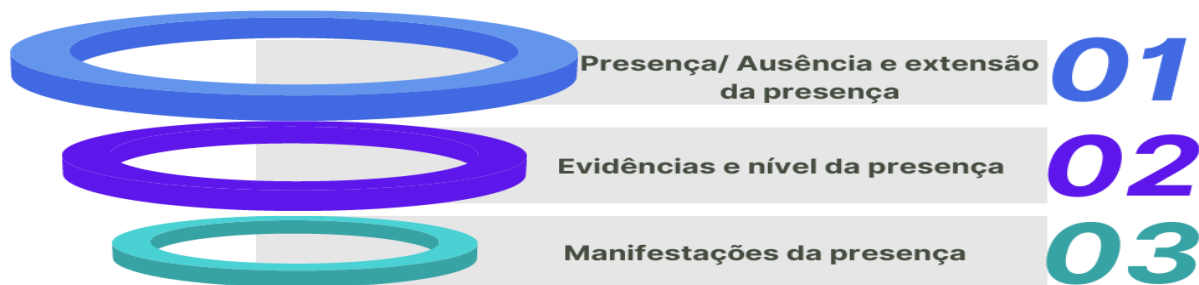 Presença/ Ausência e extensão
da presença
01
Evidências e nível da presença
02
Manifestações da presença
03